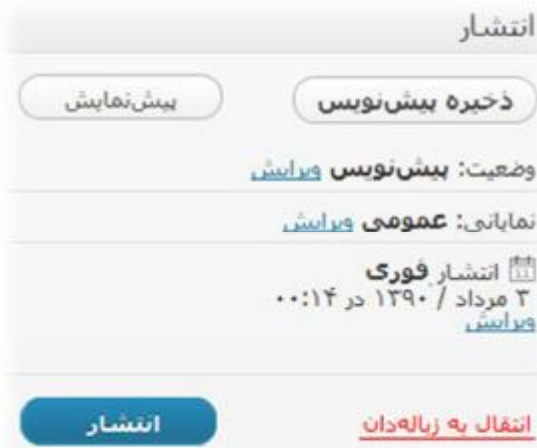 انتشار
ذخیره پیش‌نویس پیش‌نمایش
وضعیت: پیش‌نویس ویرایش
نمایانی: عمومی ویرایش
انتشار فوری
۳ مرداد / ۱۳۹۰ در ۰۰:۱۴
ویرایش
انتقال به زباله‌دان انتشار